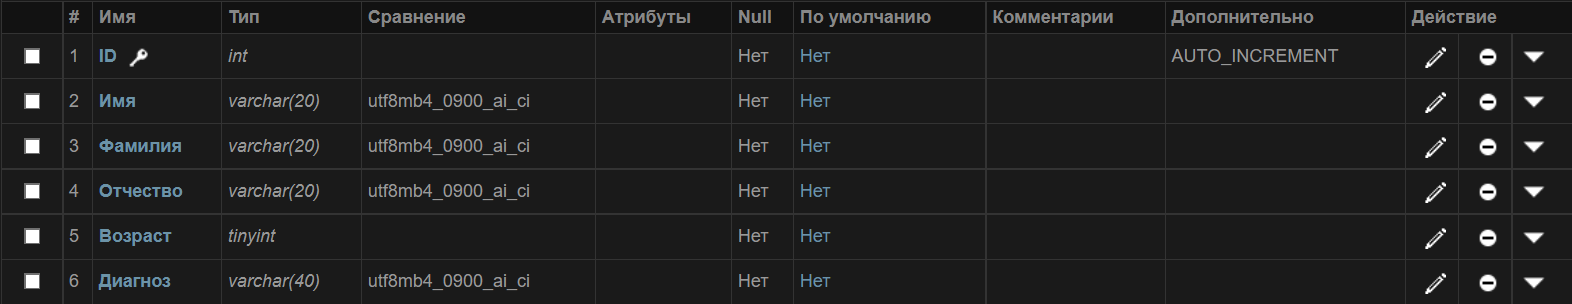 # Имя Тип Сравнение Атрибуты Null По умолчанию Комментарии Дополнительно Действие
1 ID int Нет Нет AUTO_INCREMENT
2 Имя varchar(20) utf8mb4_0900_ai_ci Нет Нет
3 Фамилия varchar(20) utf8mb4_0900_ai_ci Нет Нет
4 Отчество varchar(20) utf8mb4_0900_ai_ci Нет Нет
5 Возраст tinyint Нет Нет
6 Диагноз varchar(40) utf8mb4_0900_ai_ci Нет Нет